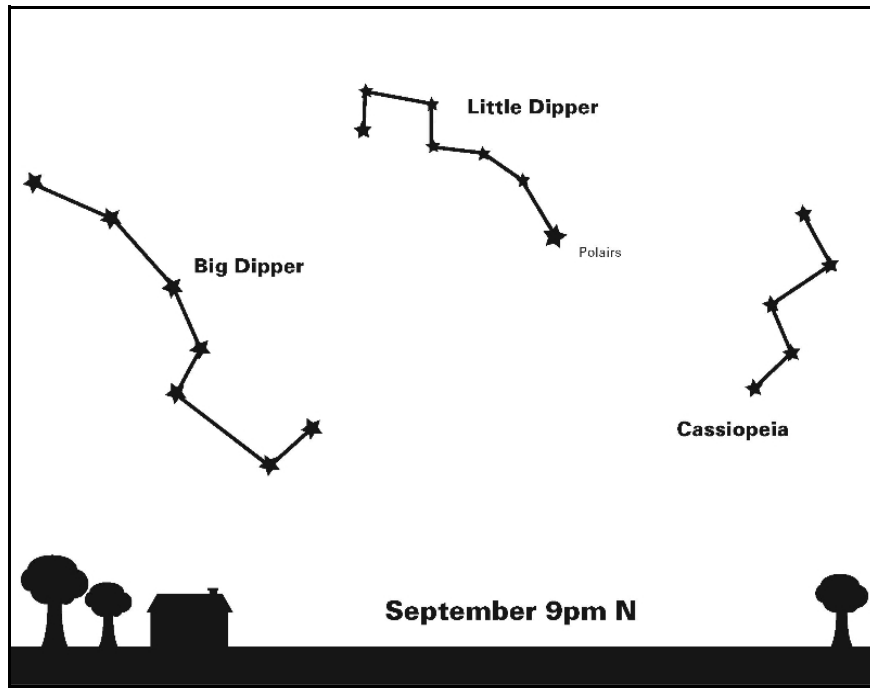 Little Dipper
Big Dipper
Polairs
Cassiopeia
September 9pm N